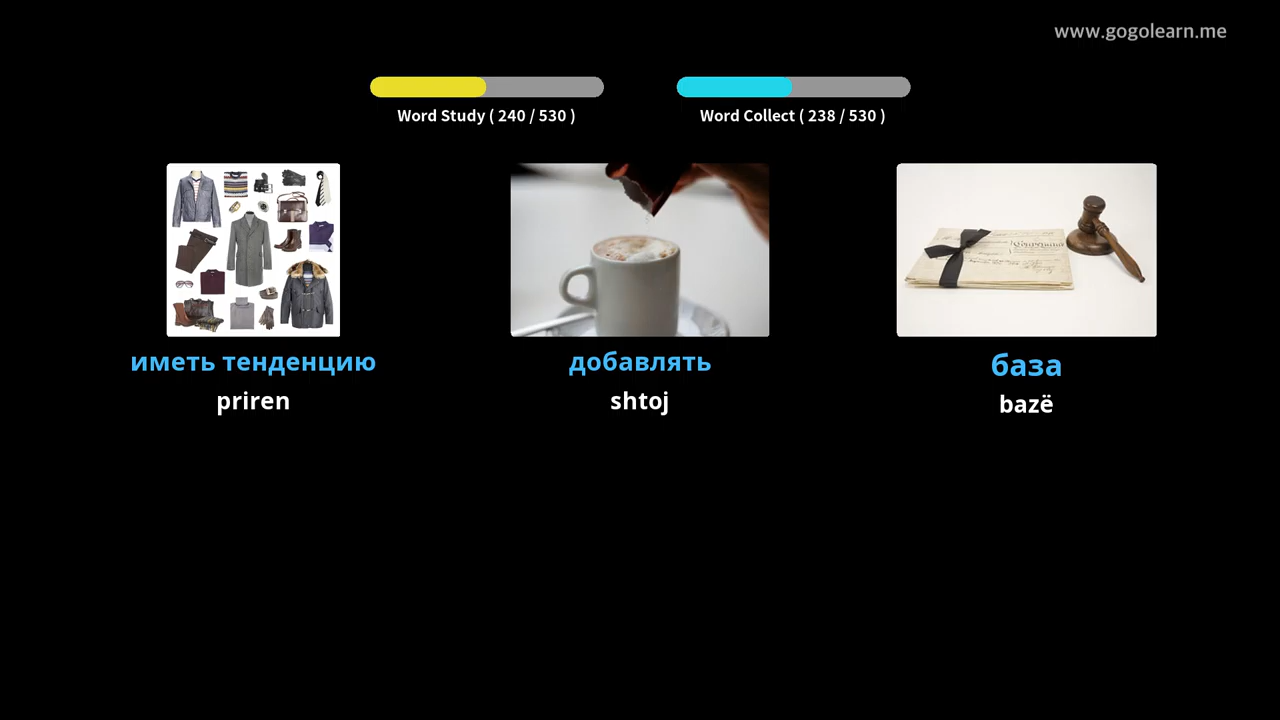 www.gogolearn.me
Word Study ( 240 / 530 )
Word Collect ( 238 / 530 )
иметь тенденцию
добавлять
база
priren
shtoj
bazë